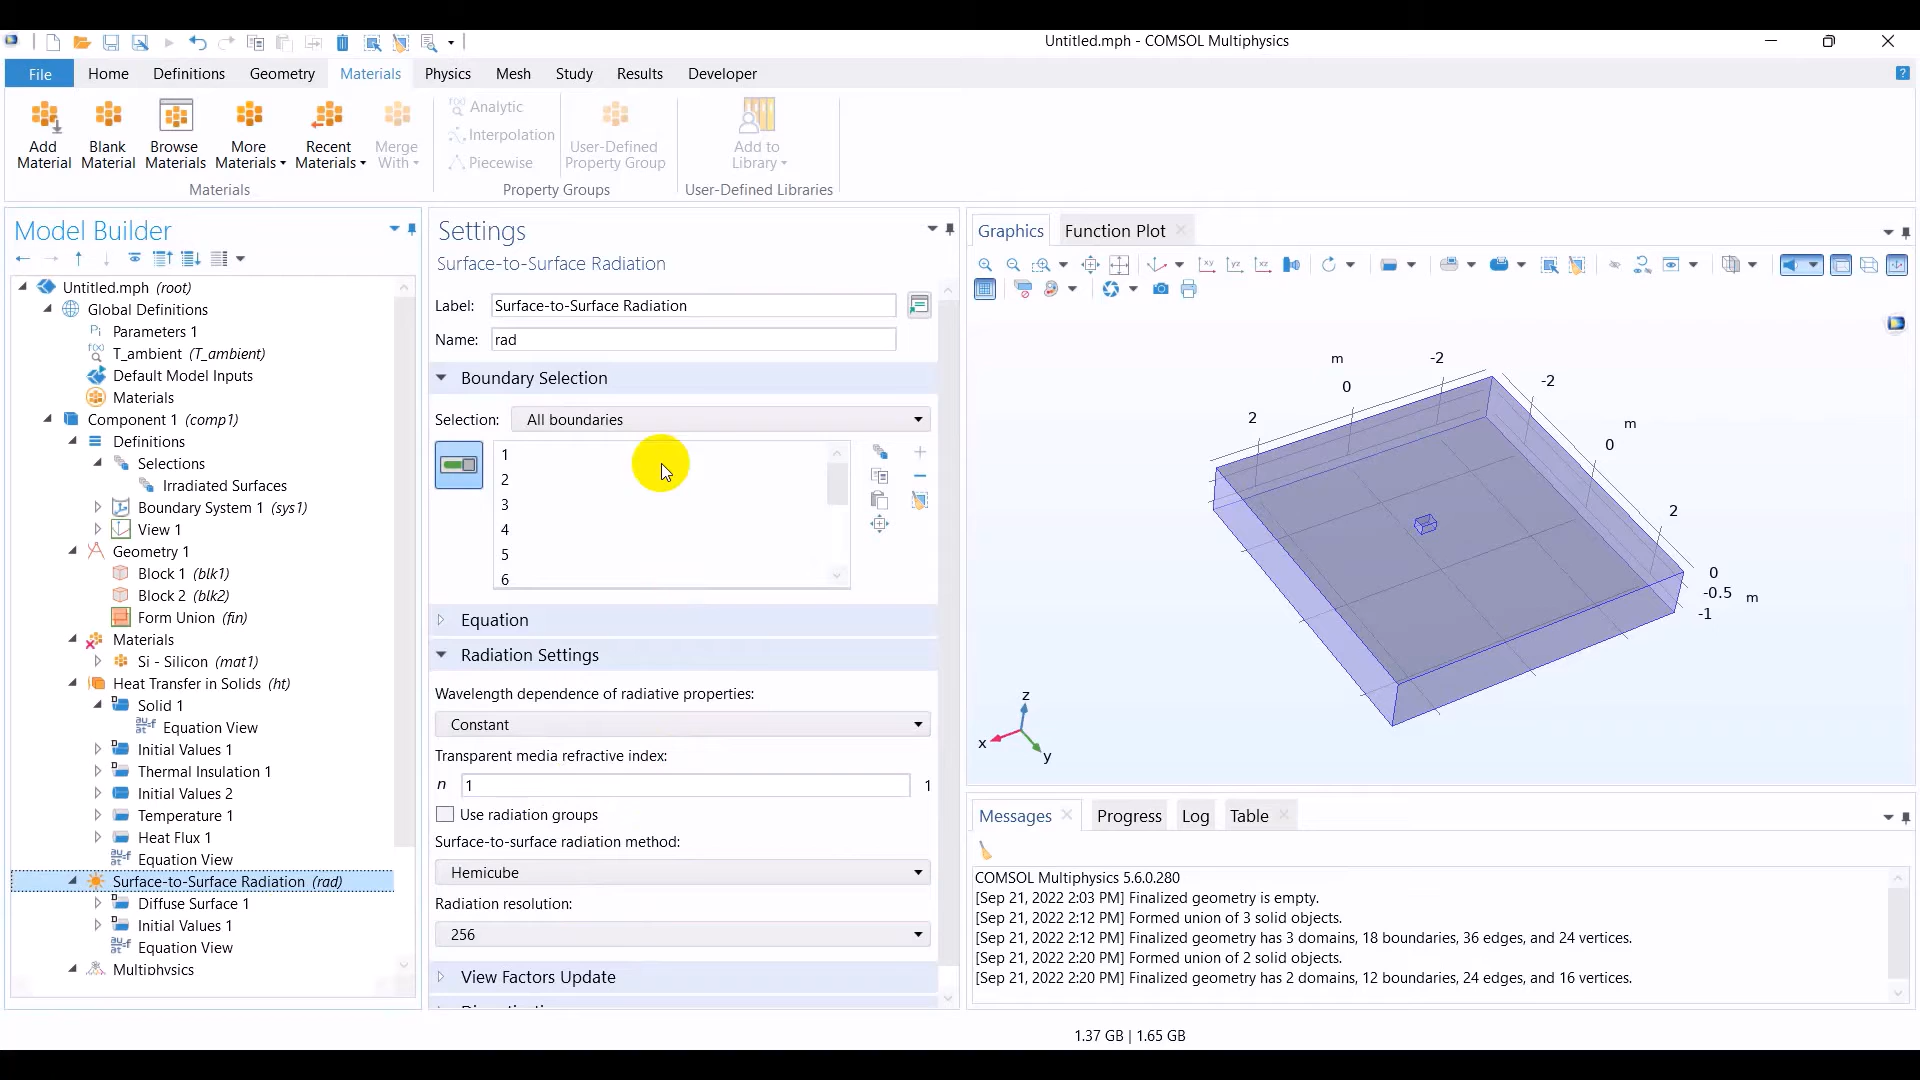 Untitled.mph - COMSOL Multiphysics
File Home Definitions Geometry Materials Physics Mesh Study Results Developer
Add Material
Blank Material
Browse Materials
More Materials
Recent Materials
Merge With
Analytic
Interpolation
Piecewise
User-Defined Property Group
Add to Library
Materials
Property Groups
User-Defined Libraries
Model Builder
Untitled.mph (root)
Global Definitions
Pi Parameters 1
T_ambient (T_ambient)
Default Model Inputs
Materials
Component 1 (comp1)
Definitions
Selections
Irradiated Surfaces
Boundary System 1 (sys1)
View 1
Geometry 1
Block 1 (blk1)
Block 2 (blk2)
Form Union (fin)
Materials
Si - Silicon (mat1)
Heat Transfer in Solids (ht)
Solid 1
Equation View
Initial Values 1
Thermal Insulation 1
Initial Values 2
Temperature 1
Heat Flux 1
Equation View
Surface-to-Surface Radiation (rad)
Diffuse Surface 1
Initial Values 1
Equation View
Multiphysics
Settings
Surface-to-Surface Radiation
Label: Surface-to-Surface Radiation
Name: rad
Boundary Selection
Selection: All boundaries
1
2
3
4
5
6
Equation
Radiation Settings
Wavelength dependence of radiative properties:
Constant
Transparent media refractive index:
n 1 1
Use radiation groups
Surface-to-surface radiation method:
Hemicube
Radiation resolution:
256
View Factors Update
Graphics Function Plot
m -2
0 -2
2 m
0
2
0
-0.5 m
-1
z
x
y
Messages Progress Log Table
COMSOL Multiphysics 5.6.0.280
[Sep 21, 2022 2:03 PM] Finalized geometry is empty.
[Sep 21, 2022 2:12 PM] Formed union of 3 solid objects.
[Sep 21, 2022 2:12 PM] Finalized geometry has 3 domains, 18 boundaries, 36 edges, and 24 vertices.
[Sep 21, 2022 2:20 PM] Formed union of 2 solid objects.
[Sep 21, 2022 2:20 PM] Finalized geometry has 2 domains, 12 boundaries, 24 edges, and 16 vertices.
1.37 GB | 1.65 GB